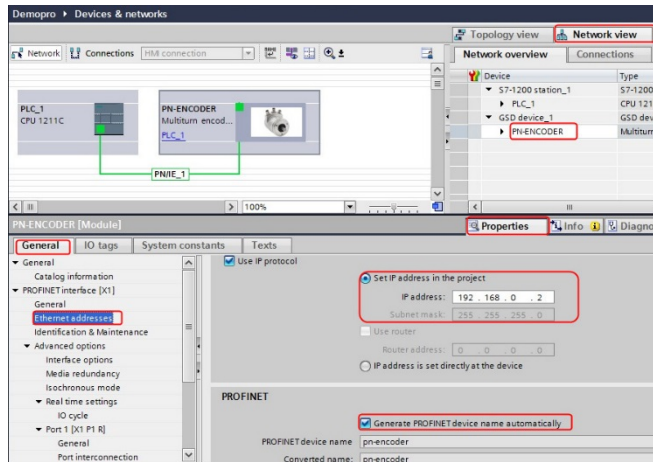 Demopro ▸ Devices & networks
Topology view
Network view
Network
Connections
HMI connection
Network overview
Connections
Device
Type
S7-1200 station_1
S7-1200
PLC_1
CPU 121
GSD device_1
GSD dev
PN-ENCODER
Multiturn
PLC_1
CPU 1211C
PN-ENCODER
Multiturn encod...
PLC_1
PN/IE_1
100%
PN-ENCODER [Module]
Properties
Info
Diagno
General
IO tags
System constants
Texts
General
Catalog information
PROFINET interface [X1]
General
Ethernet addresses
Identification & Maintenance
Advanced options
Interface options
Media redundancy
Isochronous mode
Real time settings
IO cycle
Port 1 [X1 P1 R]
General
Port interconnection
Use IP protocol
Set IP address in the project
IP address: 192 . 168 . 0 . 2
Subnet mask: 255 . 255 . 255 . 0
Use router
Router address: 0 . 0 . 0 . 0
IP address is set directly at the device
PROFINET
Generate PROFINET device name automatically
PROFINET device name pn-encoder
Converted name: pn-encoder